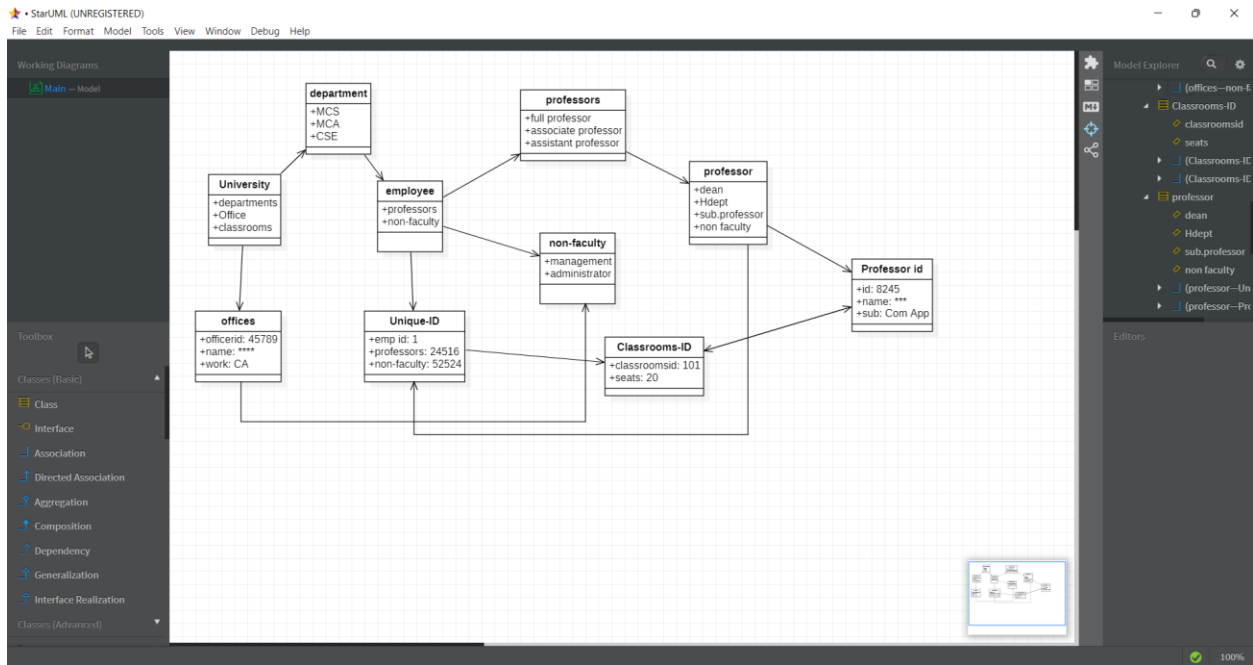 • StarUML (UNREGISTERED)
File Edit Format Model Tools View Window Debug Help
Working Diagrams
Main — Model
Toolbox
Classes (Basic)
Class
Interface
Association
Directed Association
Aggregation
Composition
Dependency
Generalization
Interface Realization
Classes (Advanced)
department
+MCS
+MCA
+CSE
University
+departments
+Office
+classrooms
employee
+professors
+non-faculty
professors
+full professor
+associate professor
+assistant professor
professor
+dean
+Hdept
+sub.professor
+non faculty
non-faculty
+management
+administrator
Professor id
+id: 8245
+name: ***
+sub: Com App
offices
+officerid: 45789
+name: ****
+work: CA
Unique-ID
+emp id: 1
+professors: 24516
+non-faculty: 52524
Classrooms-ID
+classroomsid: 101
+seats: 20
Model Explorer
(offices—non-f
Classrooms-ID
classroomsid
seats
(Classrooms-IC
(Classrooms-IC
professor
dean
Hdept
sub.professor
non faculty
(professor—Un
(professor—Pro
Editors
100%